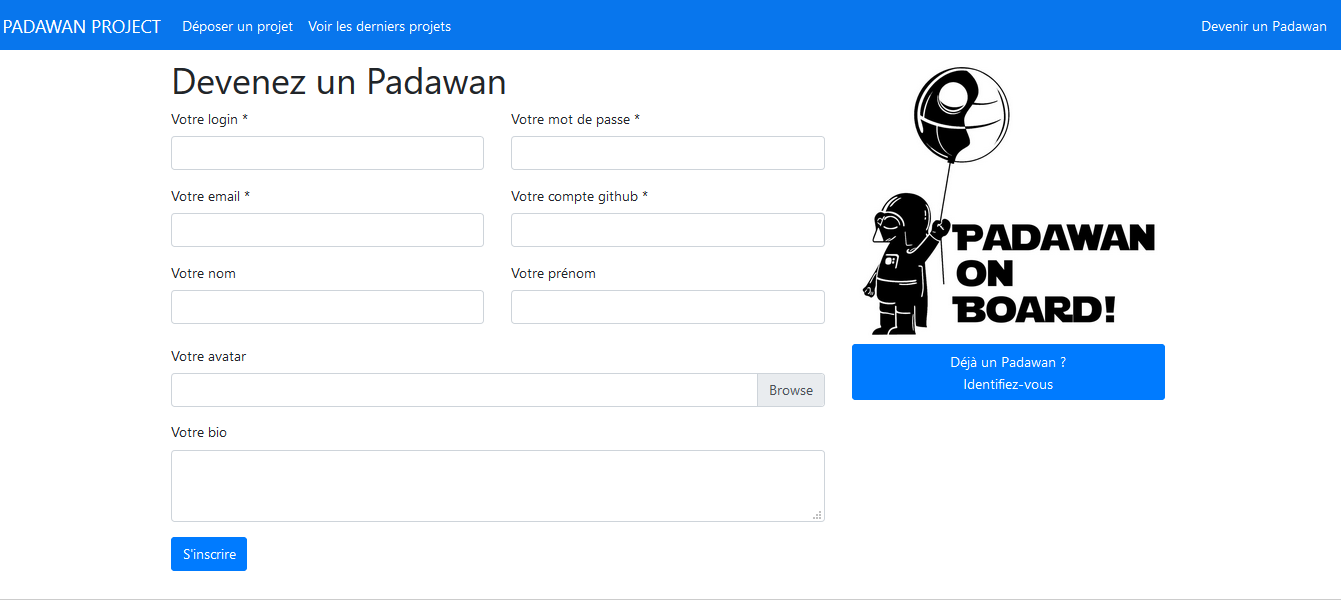 PADAWAN PROJECT Déposer un projet Voir les derniers projets Devenir un Padawan
Devenez un Padawan
Votre login * Votre mot de passe *
Votre email * Votre compte github *
Votre nom Votre prénom
Votre avatar
Browse
Votre bio
S'inscrire
PADAWAN
ON
BOARD!
Déjà un Padawan ?
Identifiez-vous